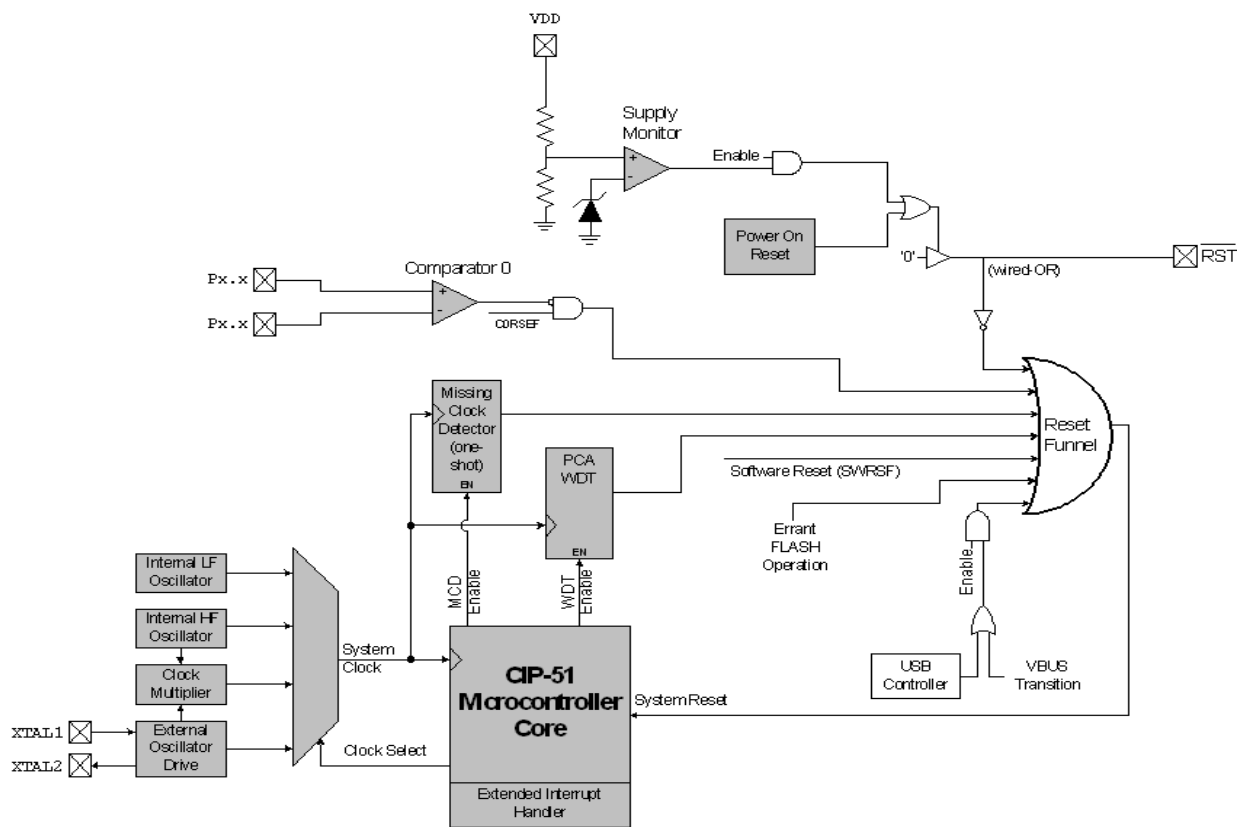 VDD
Supply
Monitor
Enable
+
-
Power On
Reset
'0'
(wired-OR)
RST
Px.x
Comparator 0
+
-
Px.x
C0RSEF
Missing
Clock
Detector
(one-
shot)
EN
PCA
WDT
EN
Reset
Funnel
Software Reset (SWRSF)
Errant
FLASH
Operation
Enable
MCD
Enable
WDT
Enable
Internal LF
Oscillator
Internal HF
Oscillator
Clock
Multiplier
System
Clock
XTAL1
XTAL2
External
Oscillator
Drive
Clock Select
CIP-51
Microcontroller
Core
System Reset
Extended Interrupt
Handler
USB
Controller
VBUS
Transition